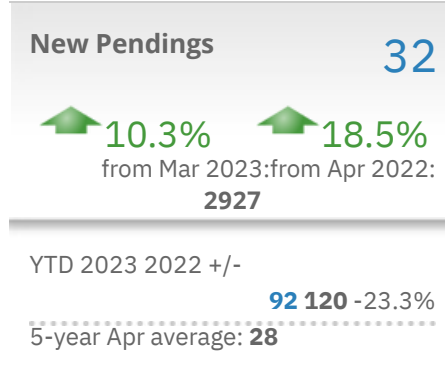 New Pendings
32
10.3% 18.5%
from Mar 2023:from Apr 2022:
2927
YTD 2023 2022 +/-
92 120 -23.3%
5-year Apr average: 28